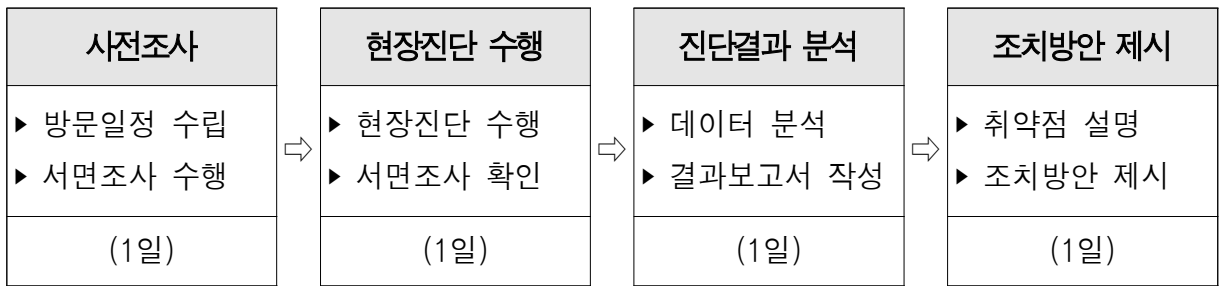 사전조사
▶ 방문일정 수립
▶ 서면조사 수행
(1일)
⇨
현장진단 수행
▶ 현장진단 수행
▶ 서면조사 확인
(1일)
⇨
진단결과 분석
▶ 데이터 분석
▶ 결과보고서 작성
(1일)
⇨
조치방안 제시
▶ 취약점 설명
▶ 조치방안 제시
(1일)